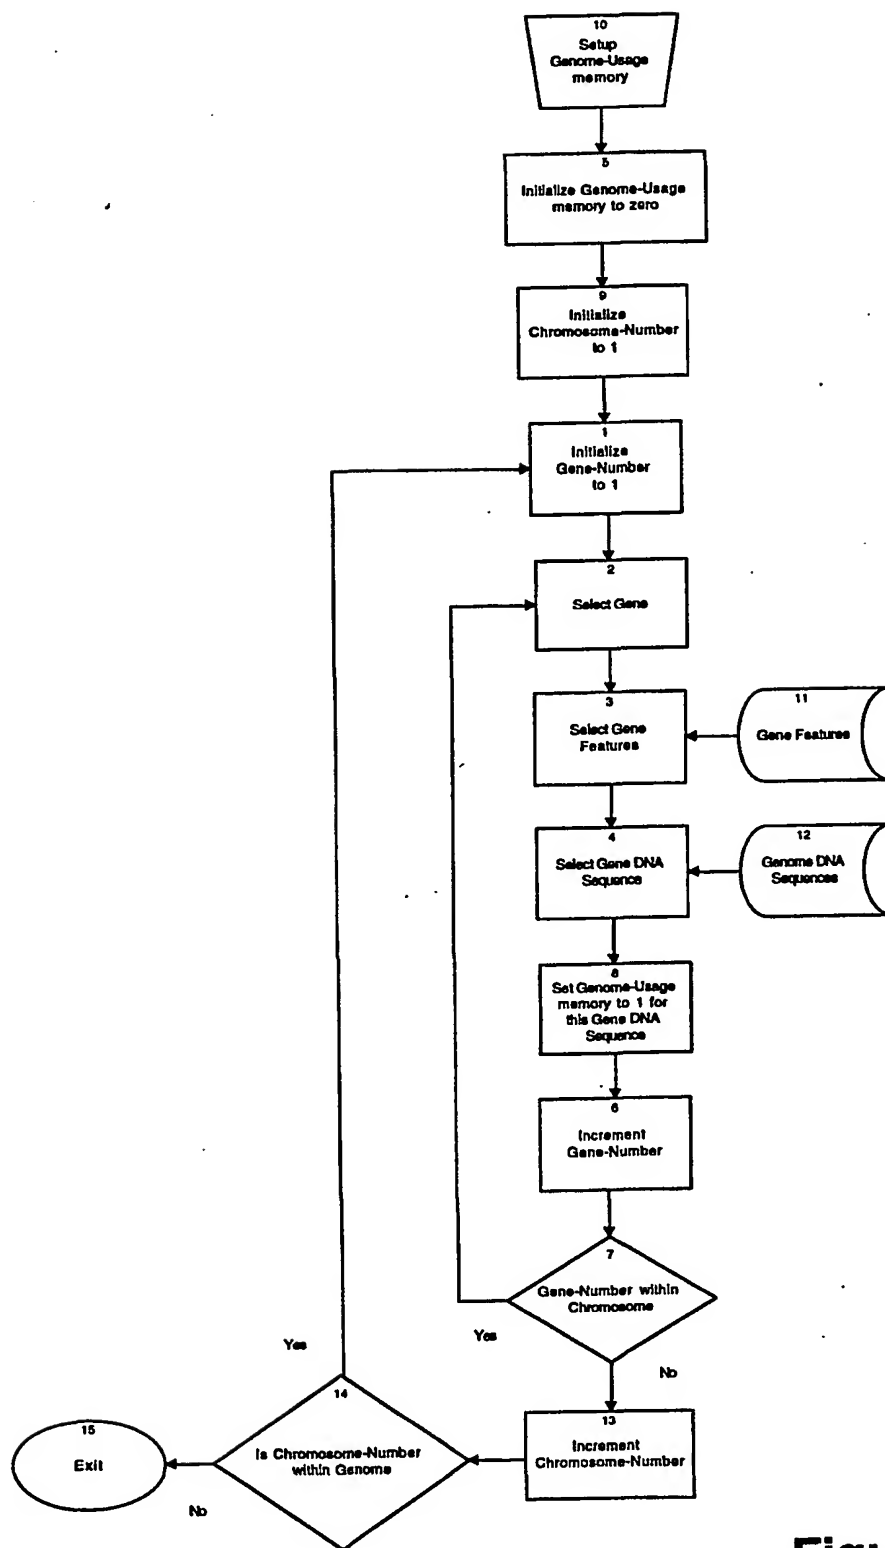 10
Setup
Genome-Usage
memory
5
Initialize Genome-Usage
memory to zero
9
Initialize
Chromosome-Number
to 1
1
Initialize
Gene-Number
to 1
2
Select Gene
3
Select Gene
Features
11
Gene Features
4
Select Gene DNA
Sequence
12
Genome DNA
Sequences
8
Set Genome-Usage
memory to 1 for
this Gene DNA
Sequence
6
Increment
Gene-Number
7
Gene-Number within
Chromosome
Yes
No
13
Increment
Chromosome-Number
14
Is Chromosome-Number
within Genome
Yes
No
15
Exit